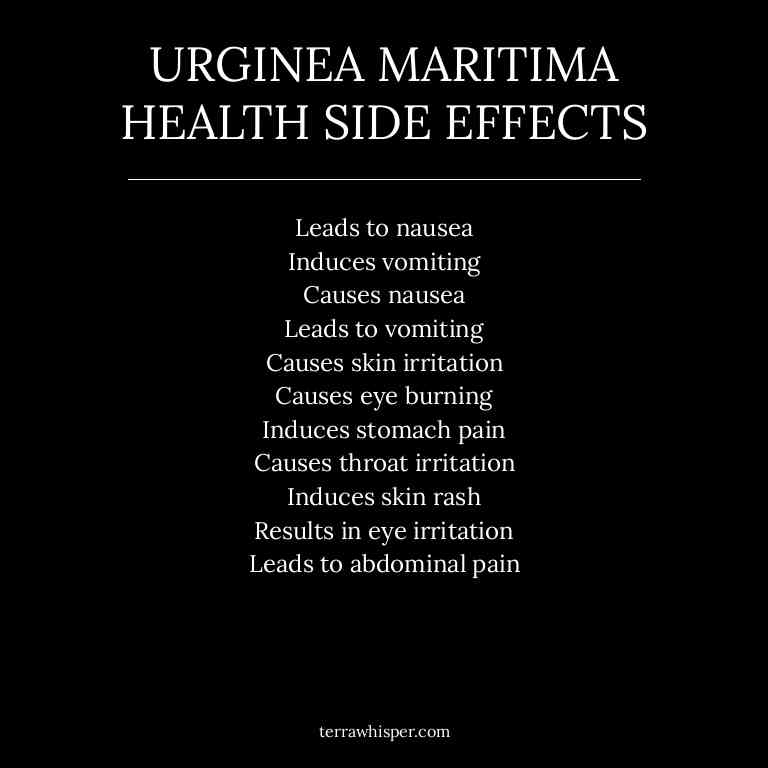 URGINEA MARITIMA
HEALTH SIDE EFFECTS
Leads to nausea
Induces vomiting
Causes nausea
Leads to vomiting
Causes skin irritation
Causes eye burning
Induces stomach pain
Causes throat irritation
Induces skin rash
Results in eye irritation
Leads to abdominal pain
terrawhisper.com